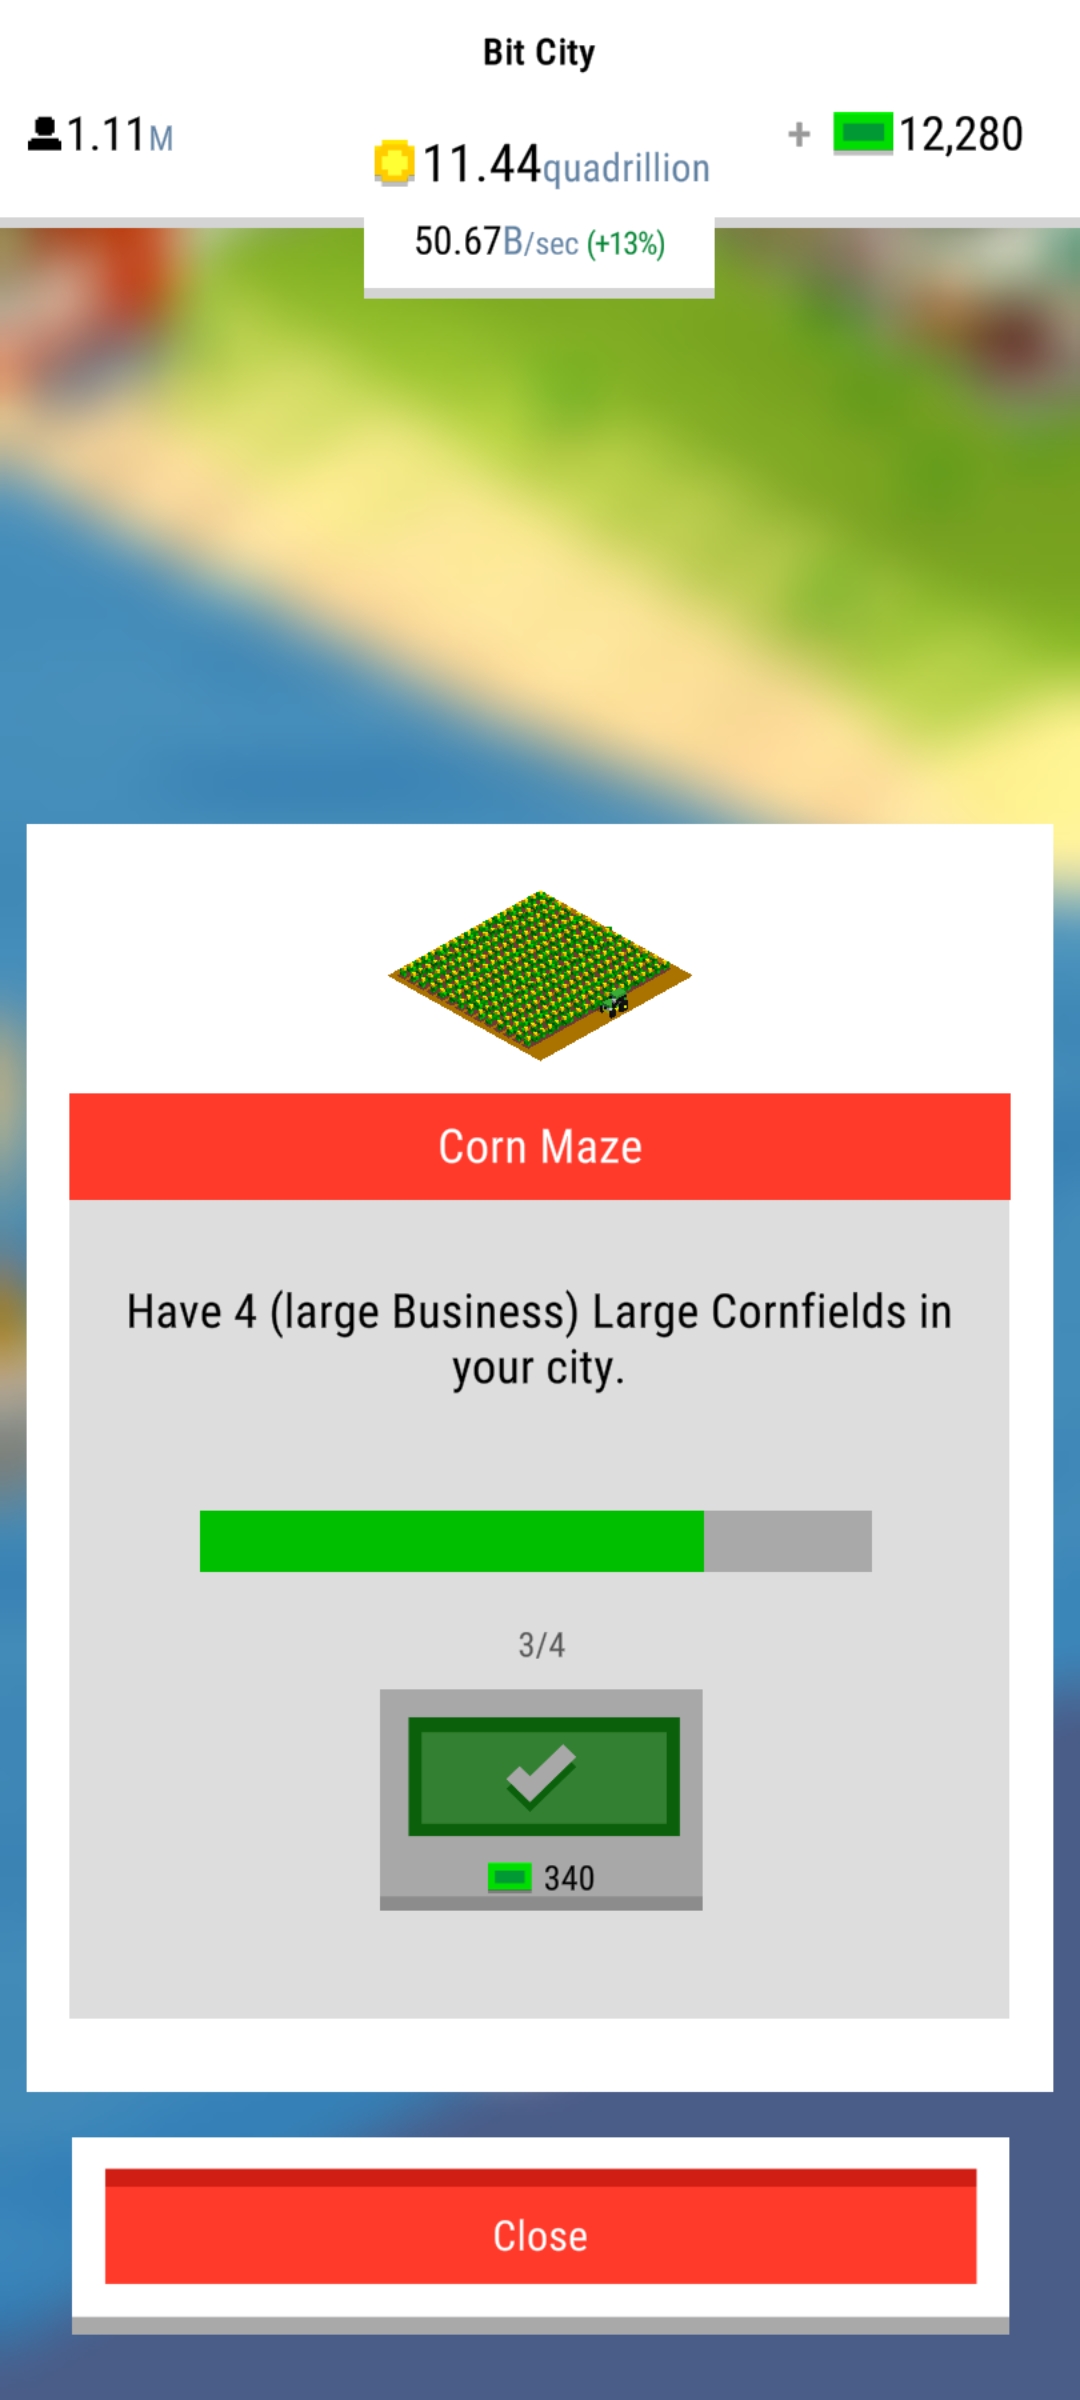 Bit City
1.11M
11.44quadrillion
+ 12,280
50.67B/sec (+13%)
Corn Maze
Have 4 (large Business) Large Cornfields in
your city.
3/4
340
Close